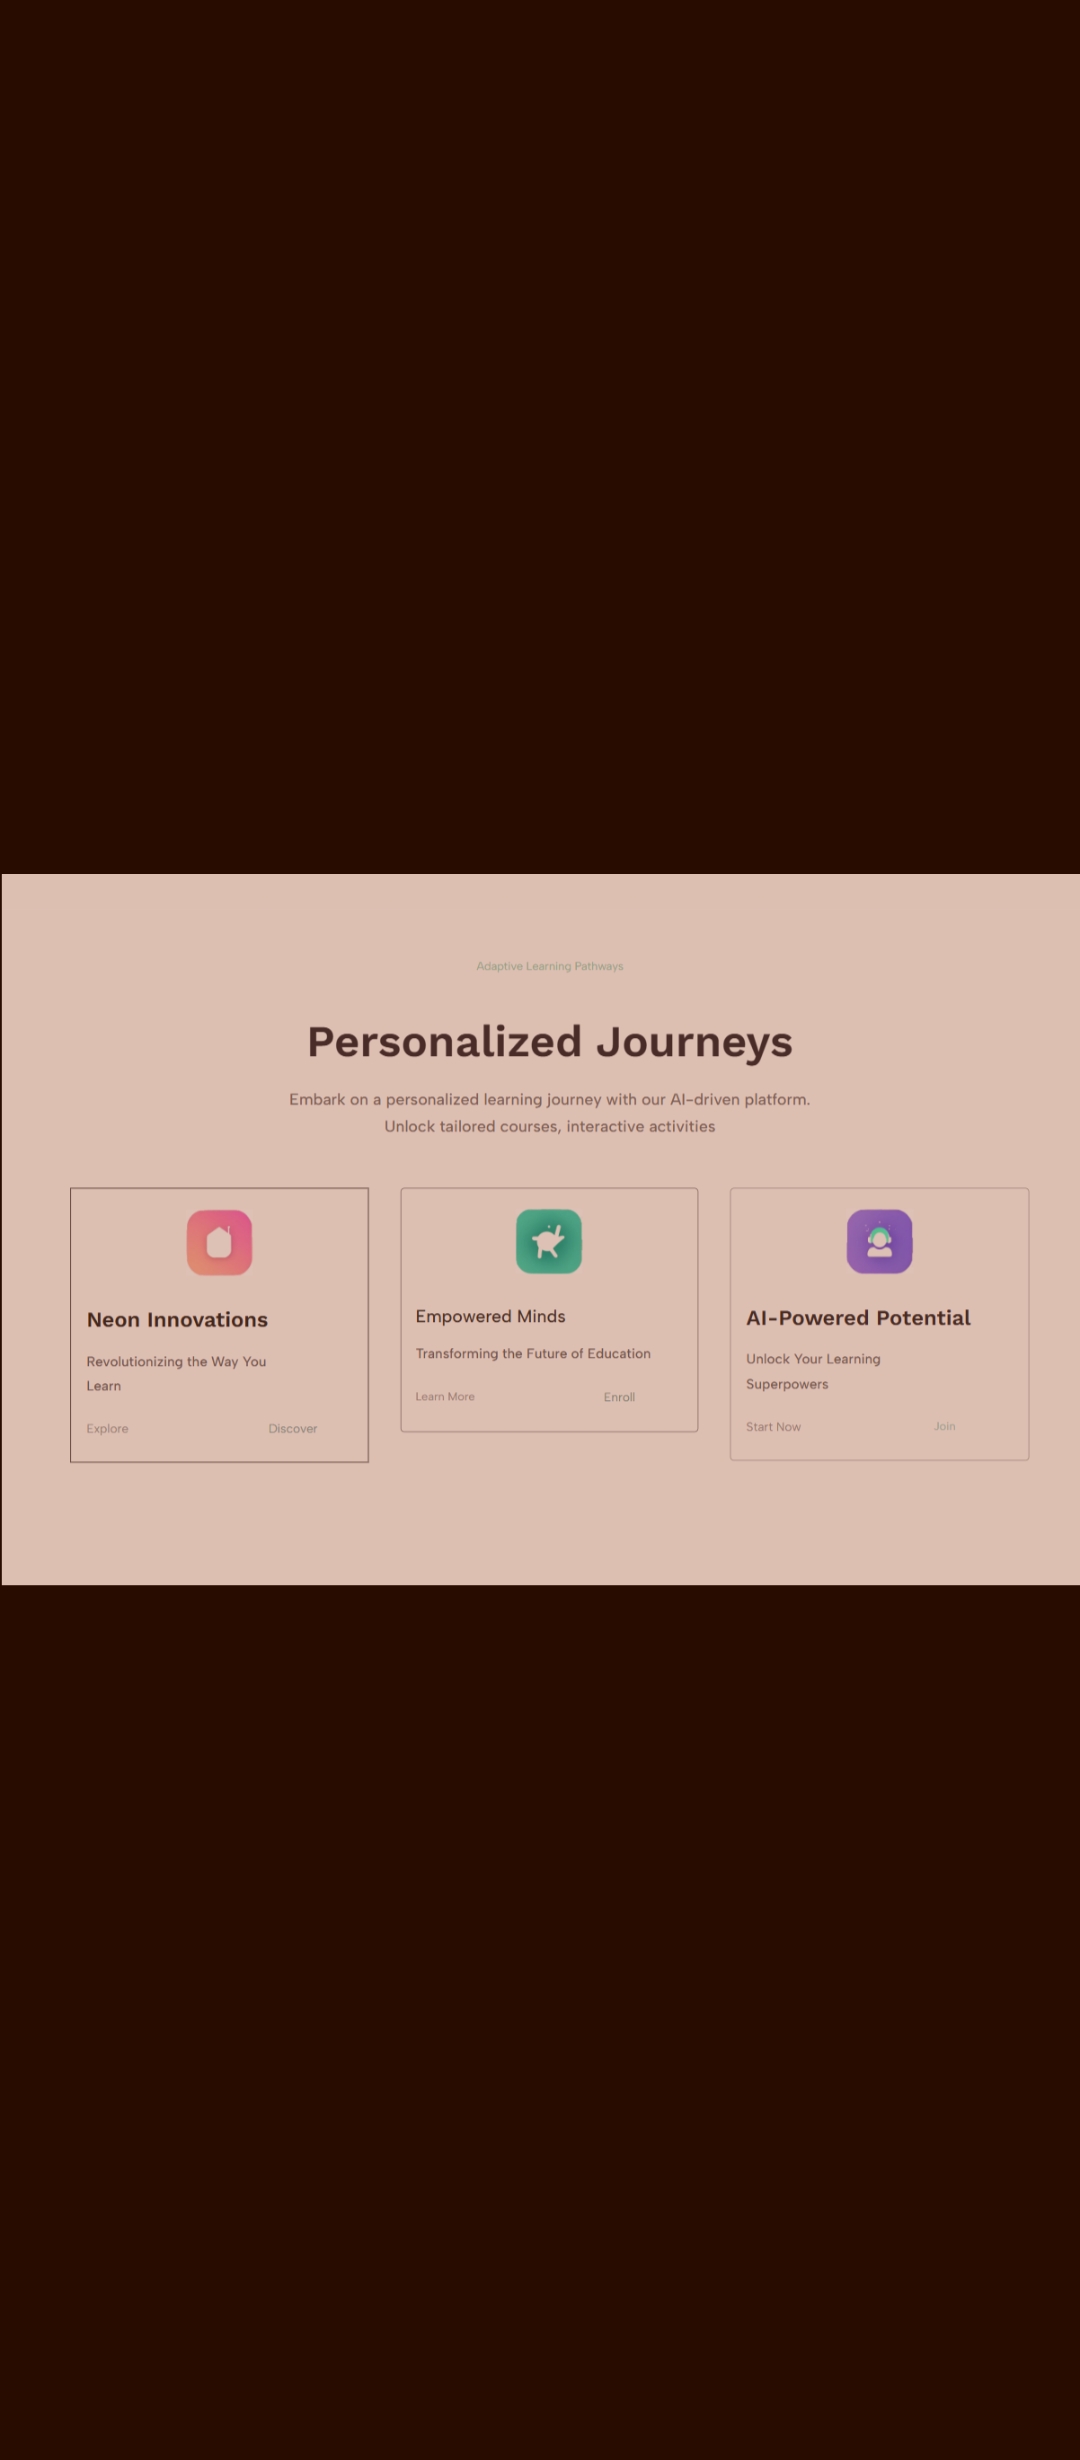 Adaptive Learning Pathways
Personalized Journeys
Embark on a personalized learning journey with our AI-driven platform.
Unlock tailored courses, interactive activities
Neon Innovations
Revolutionizing the Way You
Learn
Explore
Discover
Empowered Minds
Transforming the Future of Education
Learn More
Enroll
AI-Powered Potential
Unlock Your Learning
Superpowers
Start Now
Join